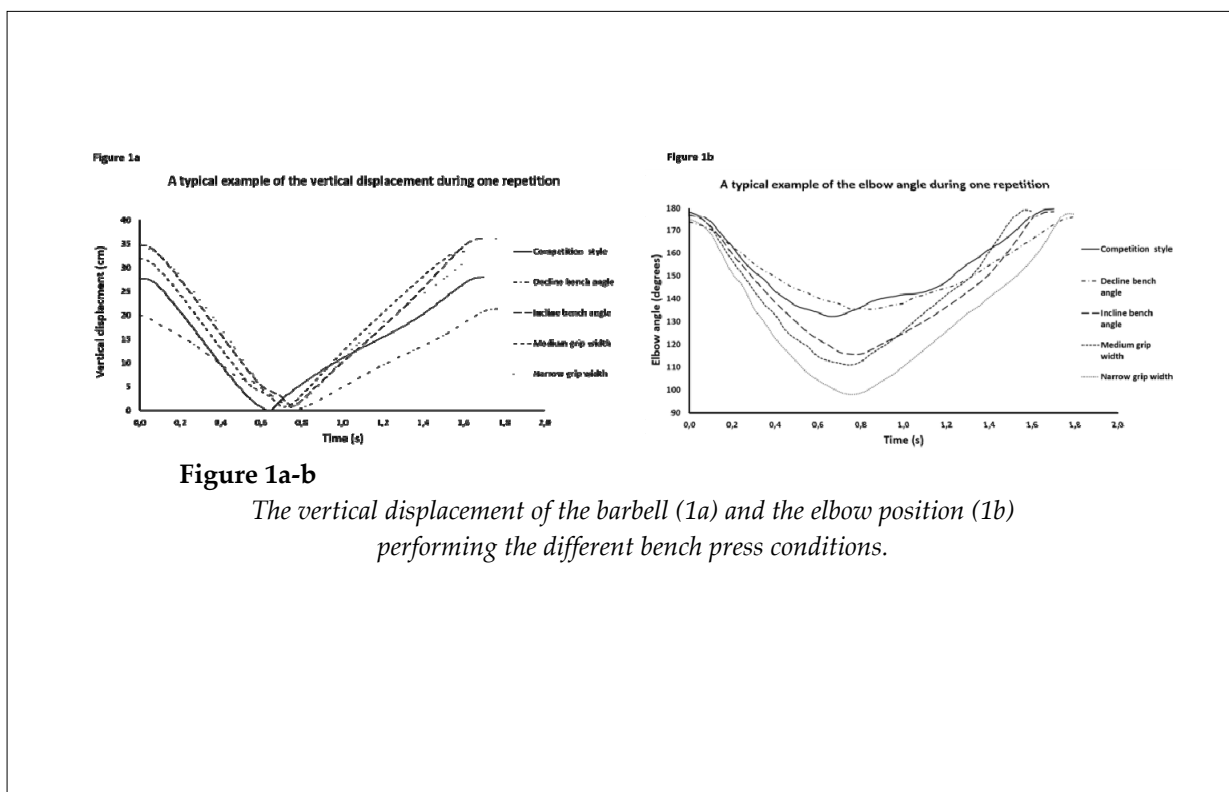 Figure 1a
A typical example of the vertical displacement during one repetition
Vertical displacment (cm)
40
35
30
25
20
15
10
5
0
0,0 0,2 0,4 0,6 0,8 1,0 1,2 1,4 1,6 1,8 2,0
Time (s)
Competition style
Decline bench angle
Incline bench angle
Medium grip width
Narrow grip width
Figure 1b
A typical example of the elbow angle during one repetition
Elbow angle (degrees)
180
170
160
150
140
130
120
110
100
90
0,0 0,2 0,4 0,6 0,8 1,0 1,2 1,4 1,6 1,8 2,0
Time (s)
Competition style
Decline bench
angle
Incline bench
angle
Medium grip
width
Narrow grip width
Figure 1a-b
The vertical displacement of the barbell (1a) and the elbow position (1b)
performing the different bench press conditions.